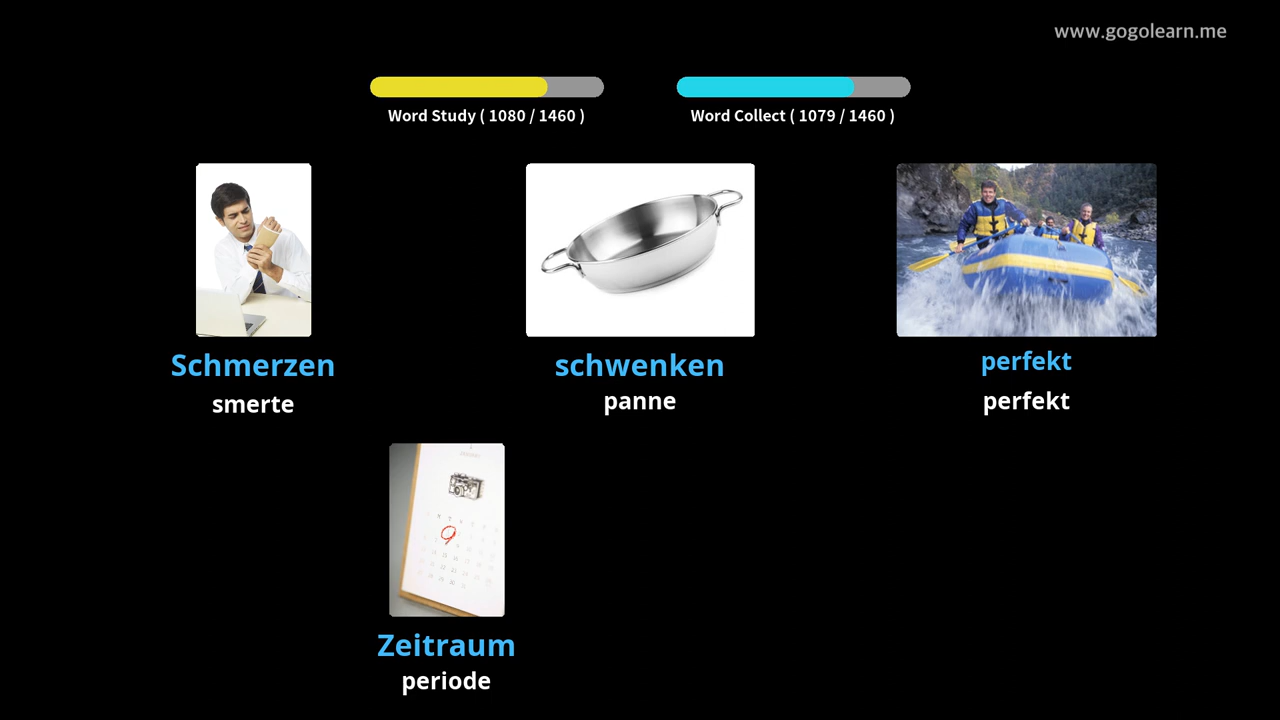 www.gogolearn.me
Word Study ( 1080 / 1460 )
Word Collect ( 1079 / 1460 )
Schmerzen
smerte
schwenken
panne
perfekt
perfekt
Zeitraum
periode